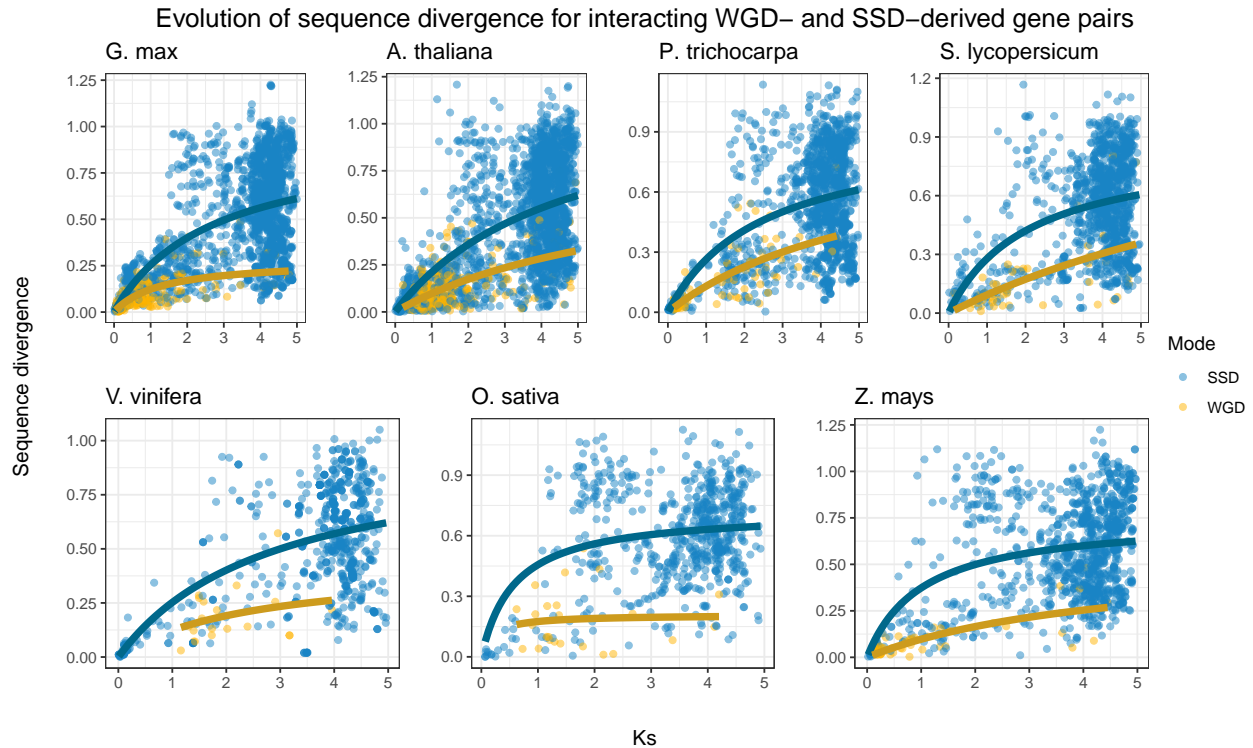 Evolution of sequence divergence for interacting WGD− and SSD−derived gene pairs
G. max
A. thaliana
P. trichocarpa
S. lycopersicum
1.25
1.00
0.75
0.50
0.25
0.00
0 1 2 3 4 5
1.25
1.00
0.75
0.50
0.25
0.00
0 1 2 3 4 5
0.9
0.6
0.3
0.0
0 1 2 3 4 5
1.2
0.9
0.6
0.3
0.0
0 1 2 3 4 5
Sequence divergence
Mode
SSD
WGD
V. vinifera
O. sativa
Z. mays
1.00
0.75
0.50
0.25
0.00
0 1 2 3 4 5
0.9
0.6
0.3
0.0
0 1 2 3 4 5
1.25
1.00
0.75
0.50
0.25
0.00
0 1 2 3 4 5
Ks